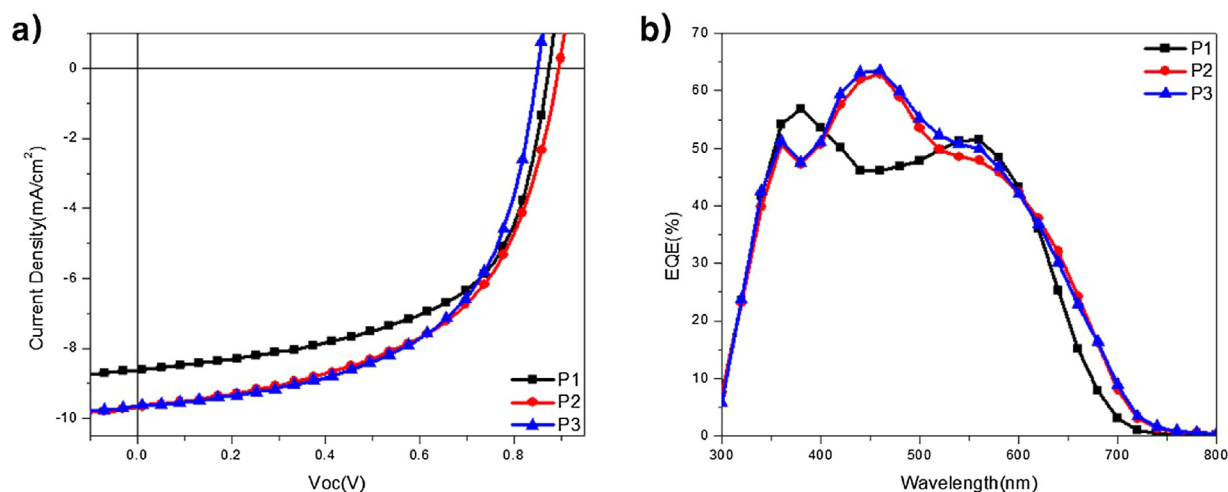 a)
Current Density(mA/cm²)
0
-2
-4
-6
-8
-10
0.0 0.2 0.4 0.6 0.8
Voc(V)
P1
P2
P3
b)
EQE(%)
70
60
50
40
30
20
10
0
300 400 500 600 700 800
Wavelength(nm)
P1
P2
P3